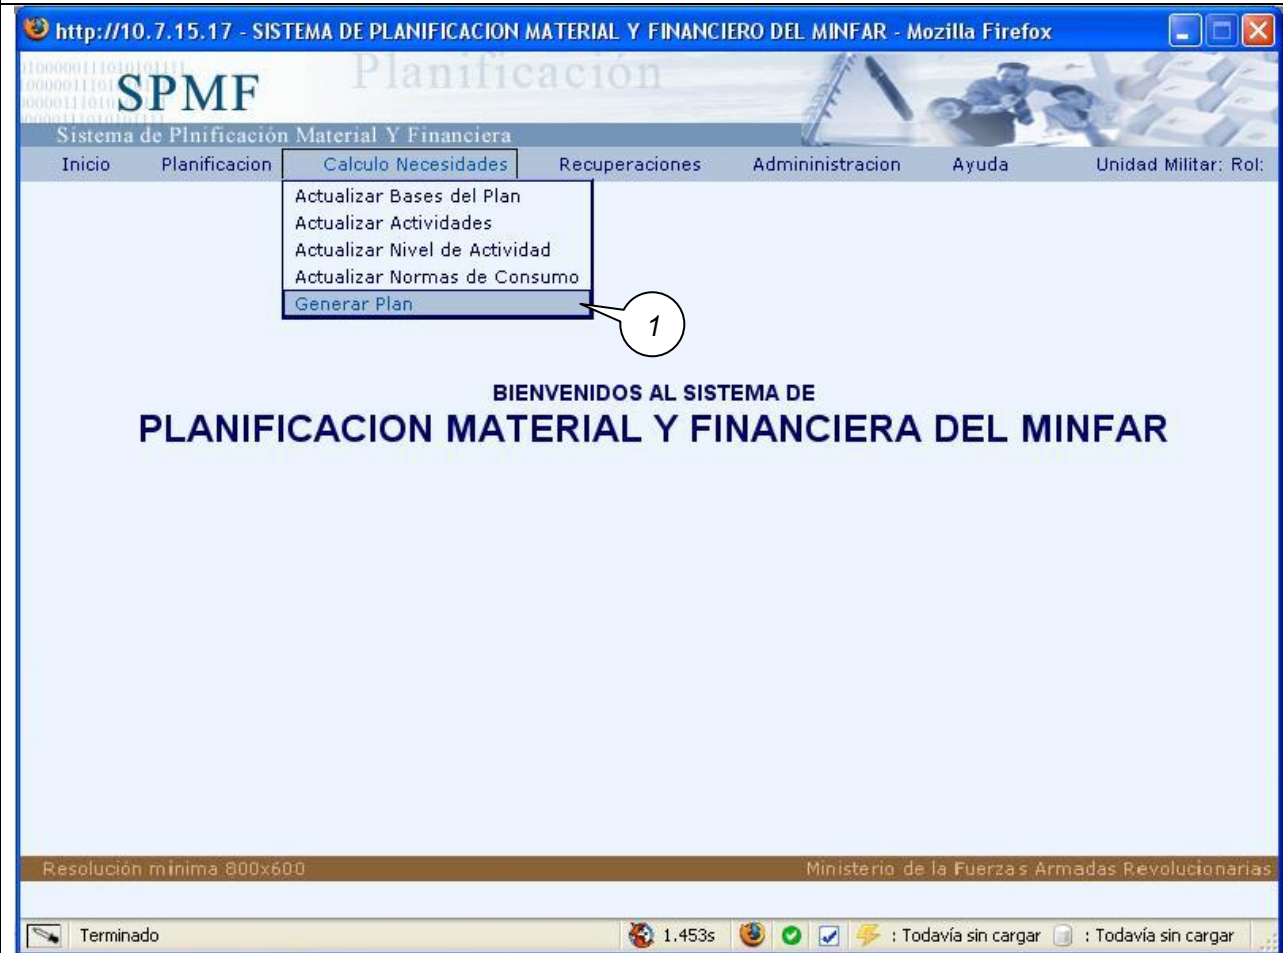 http://10.7.15.17 - SISTEMA DE PLANIFICACION MATERIAL Y FINANCIERO DEL MINFAR - Mozilla Firefox
Planificación
SPMF
Sistema de Plnificación Material Y Financiera
Inicio Planificacion Calculo Necesidades Recuperaciones Admininistracion Ayuda Unidad Militar: Rol:
Actualizar Bases del Plan
Actualizar Actividades
Actualizar Nivel de Actividad
Actualizar Normas de Consumo
Generar Plan
1
BIENVENIDOS AL SISTEMA DE
PLANIFICACION MATERIAL Y FINANCIERA DEL MINFAR
Resolución minima 800x600 Ministerio de la Fuerzas Armadas Revolucionarias
Terminado 1.453s : Todavía sin cargar : Todavía sin cargar